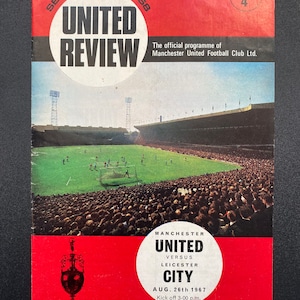 4
UNITED
REVIEW
The official programme of
Manchester United Football Club Ltd.
MANCHESTER
UNITED
VERSUS
LEICESTER
CITY
AUG. 26th 1967
Kick off 3-00 p.m.